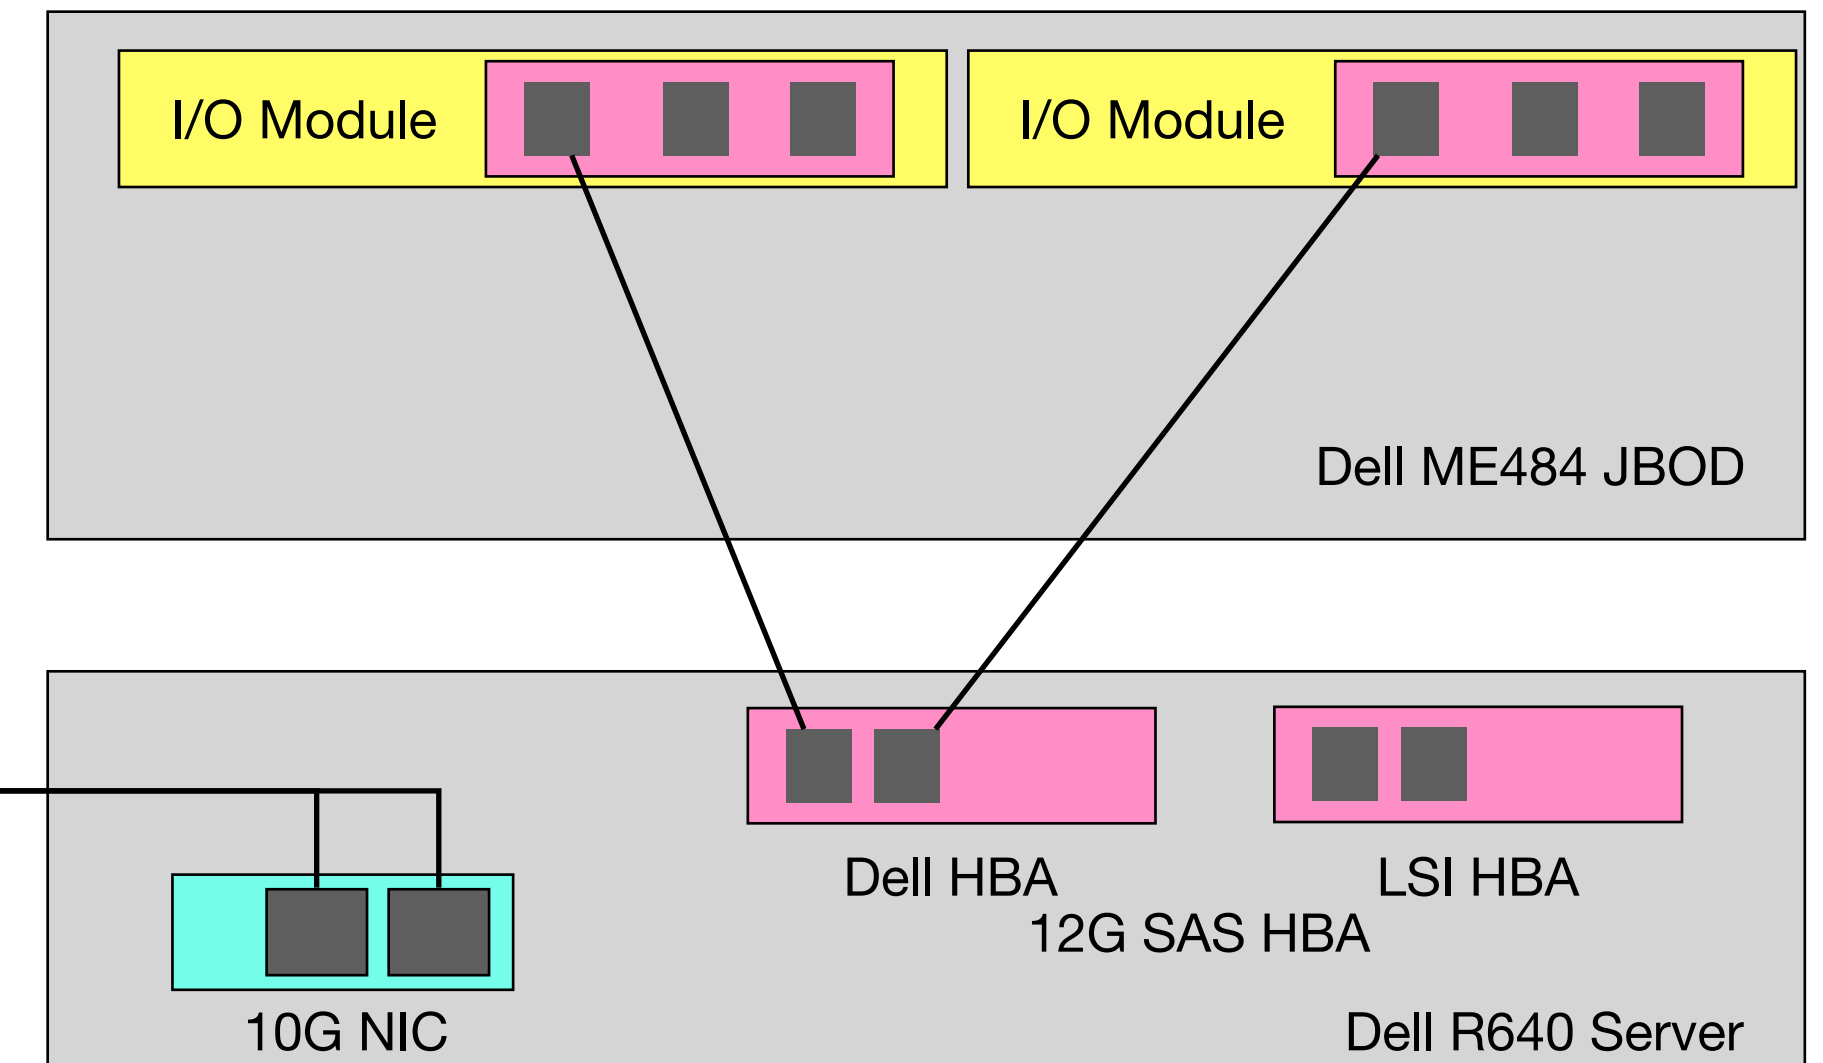 I/O Module
I/O Module
Dell ME484 JBOD
Dell HBA
LSI HBA
12G SAS HBA
10G NIC
Dell R640 Server